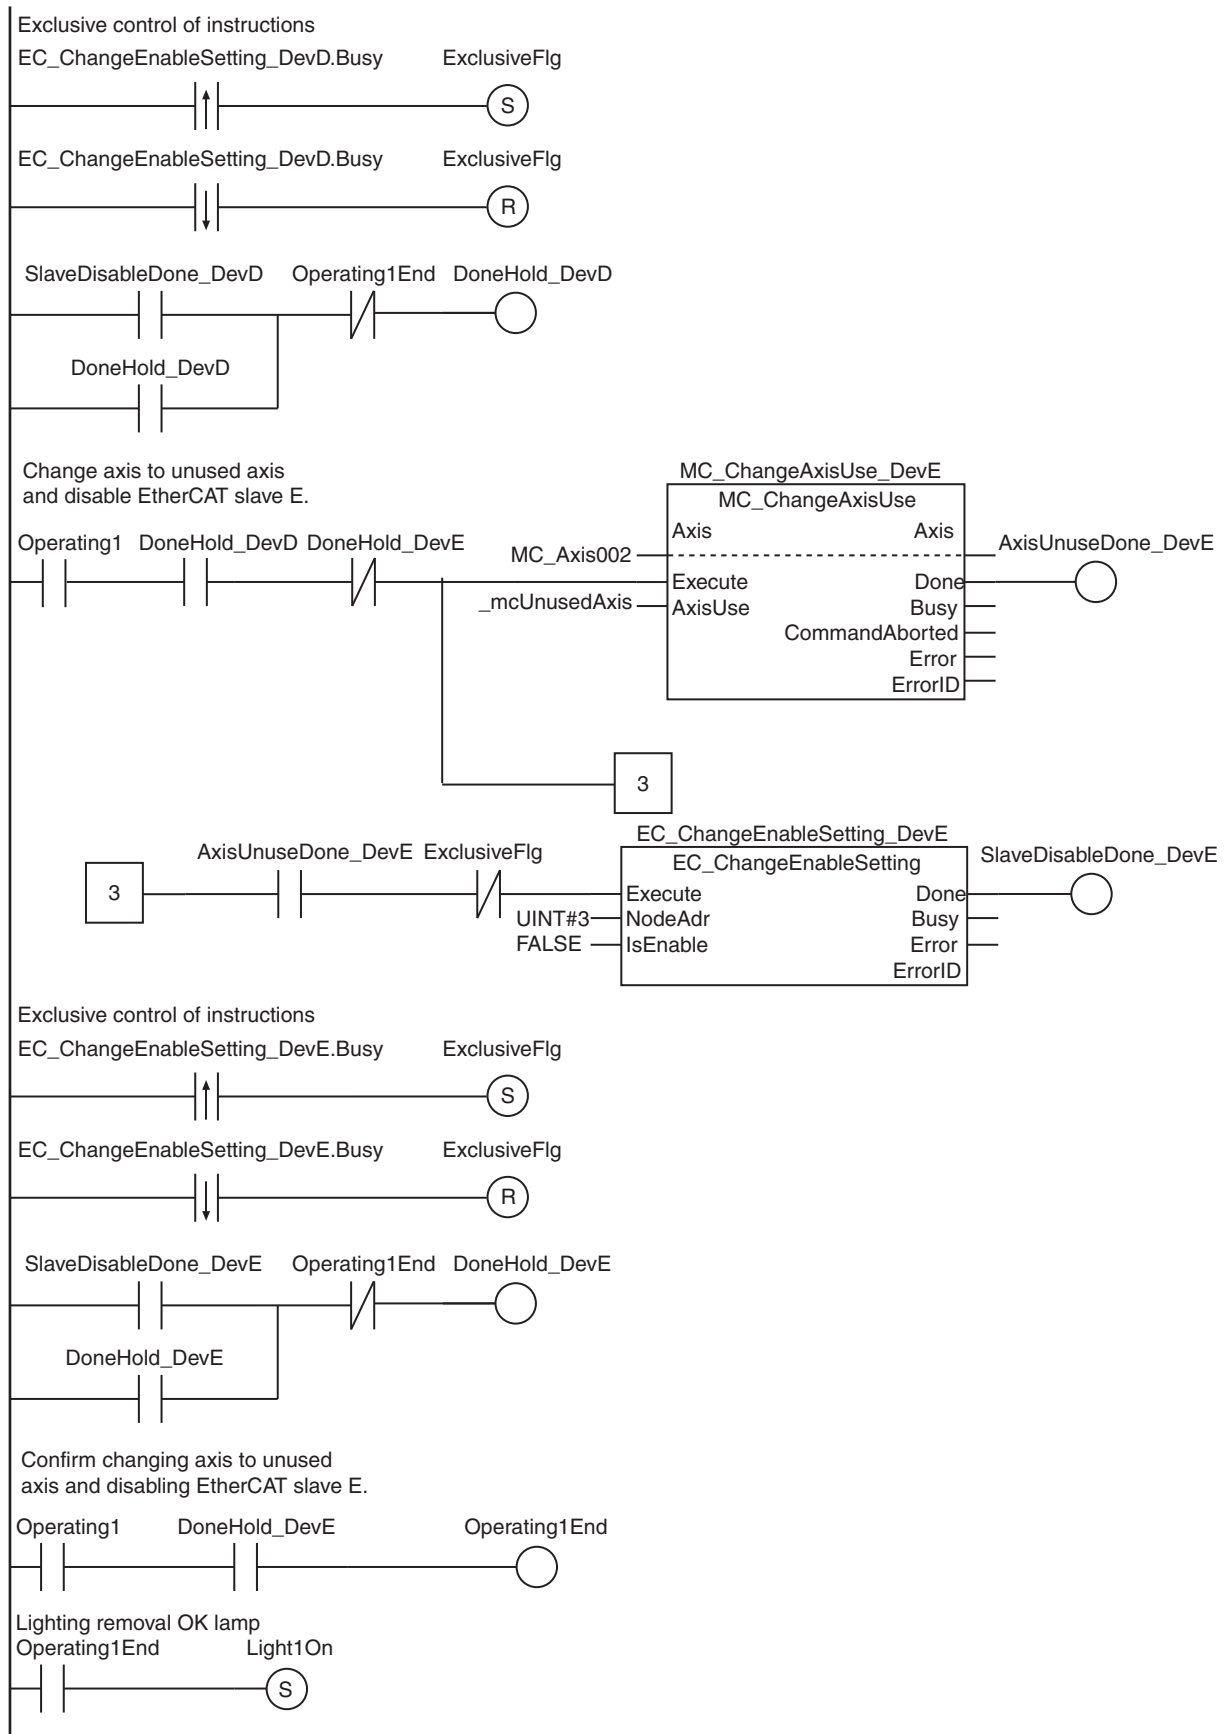 Exclusive control of instructions
EC_ChangeEnableSetting_DevD.Busy ExclusiveFlg
S
EC_ChangeEnableSetting_DevD.Busy ExclusiveFlg
R
SlaveDisableDone_DevD Operating1End DoneHold_DevD
DoneHold_DevD
Change axis to unused axis
and disable EtherCAT slave E.
MC_ChangeAxisUse_DevE
MC_ChangeAxisUse
Axis Axis
Operating1 DoneHold_DevD DoneHold_DevE
MC_Axis002
AxisUnuseDone_DevE
Execute Done
_mcUnusedAxis AxisUse Busy
CommandAborted
Error
ErrorID
3
EC_ChangeEnableSetting_DevE
AxisUnuseDone_DevE ExclusiveFlg
EC_ChangeEnableSetting
SlaveDisableDone_DevE
3
Execute Done
UINT#3 NodeAdr Busy
FALSE IsEnable Error
ErrorID
Exclusive control of instructions
EC_ChangeEnableSetting_DevE.Busy ExclusiveFlg
S
EC_ChangeEnableSetting_DevE.Busy ExclusiveFlg
R
SlaveDisableDone_DevE Operating1End DoneHold_DevE
DoneHold_DevE
Confirm changing axis to unused
axis and disabling EtherCAT slave E.
Operating1 DoneHold_DevE Operating1End
Lighting removal OK lamp
Operating1End Light1On
S